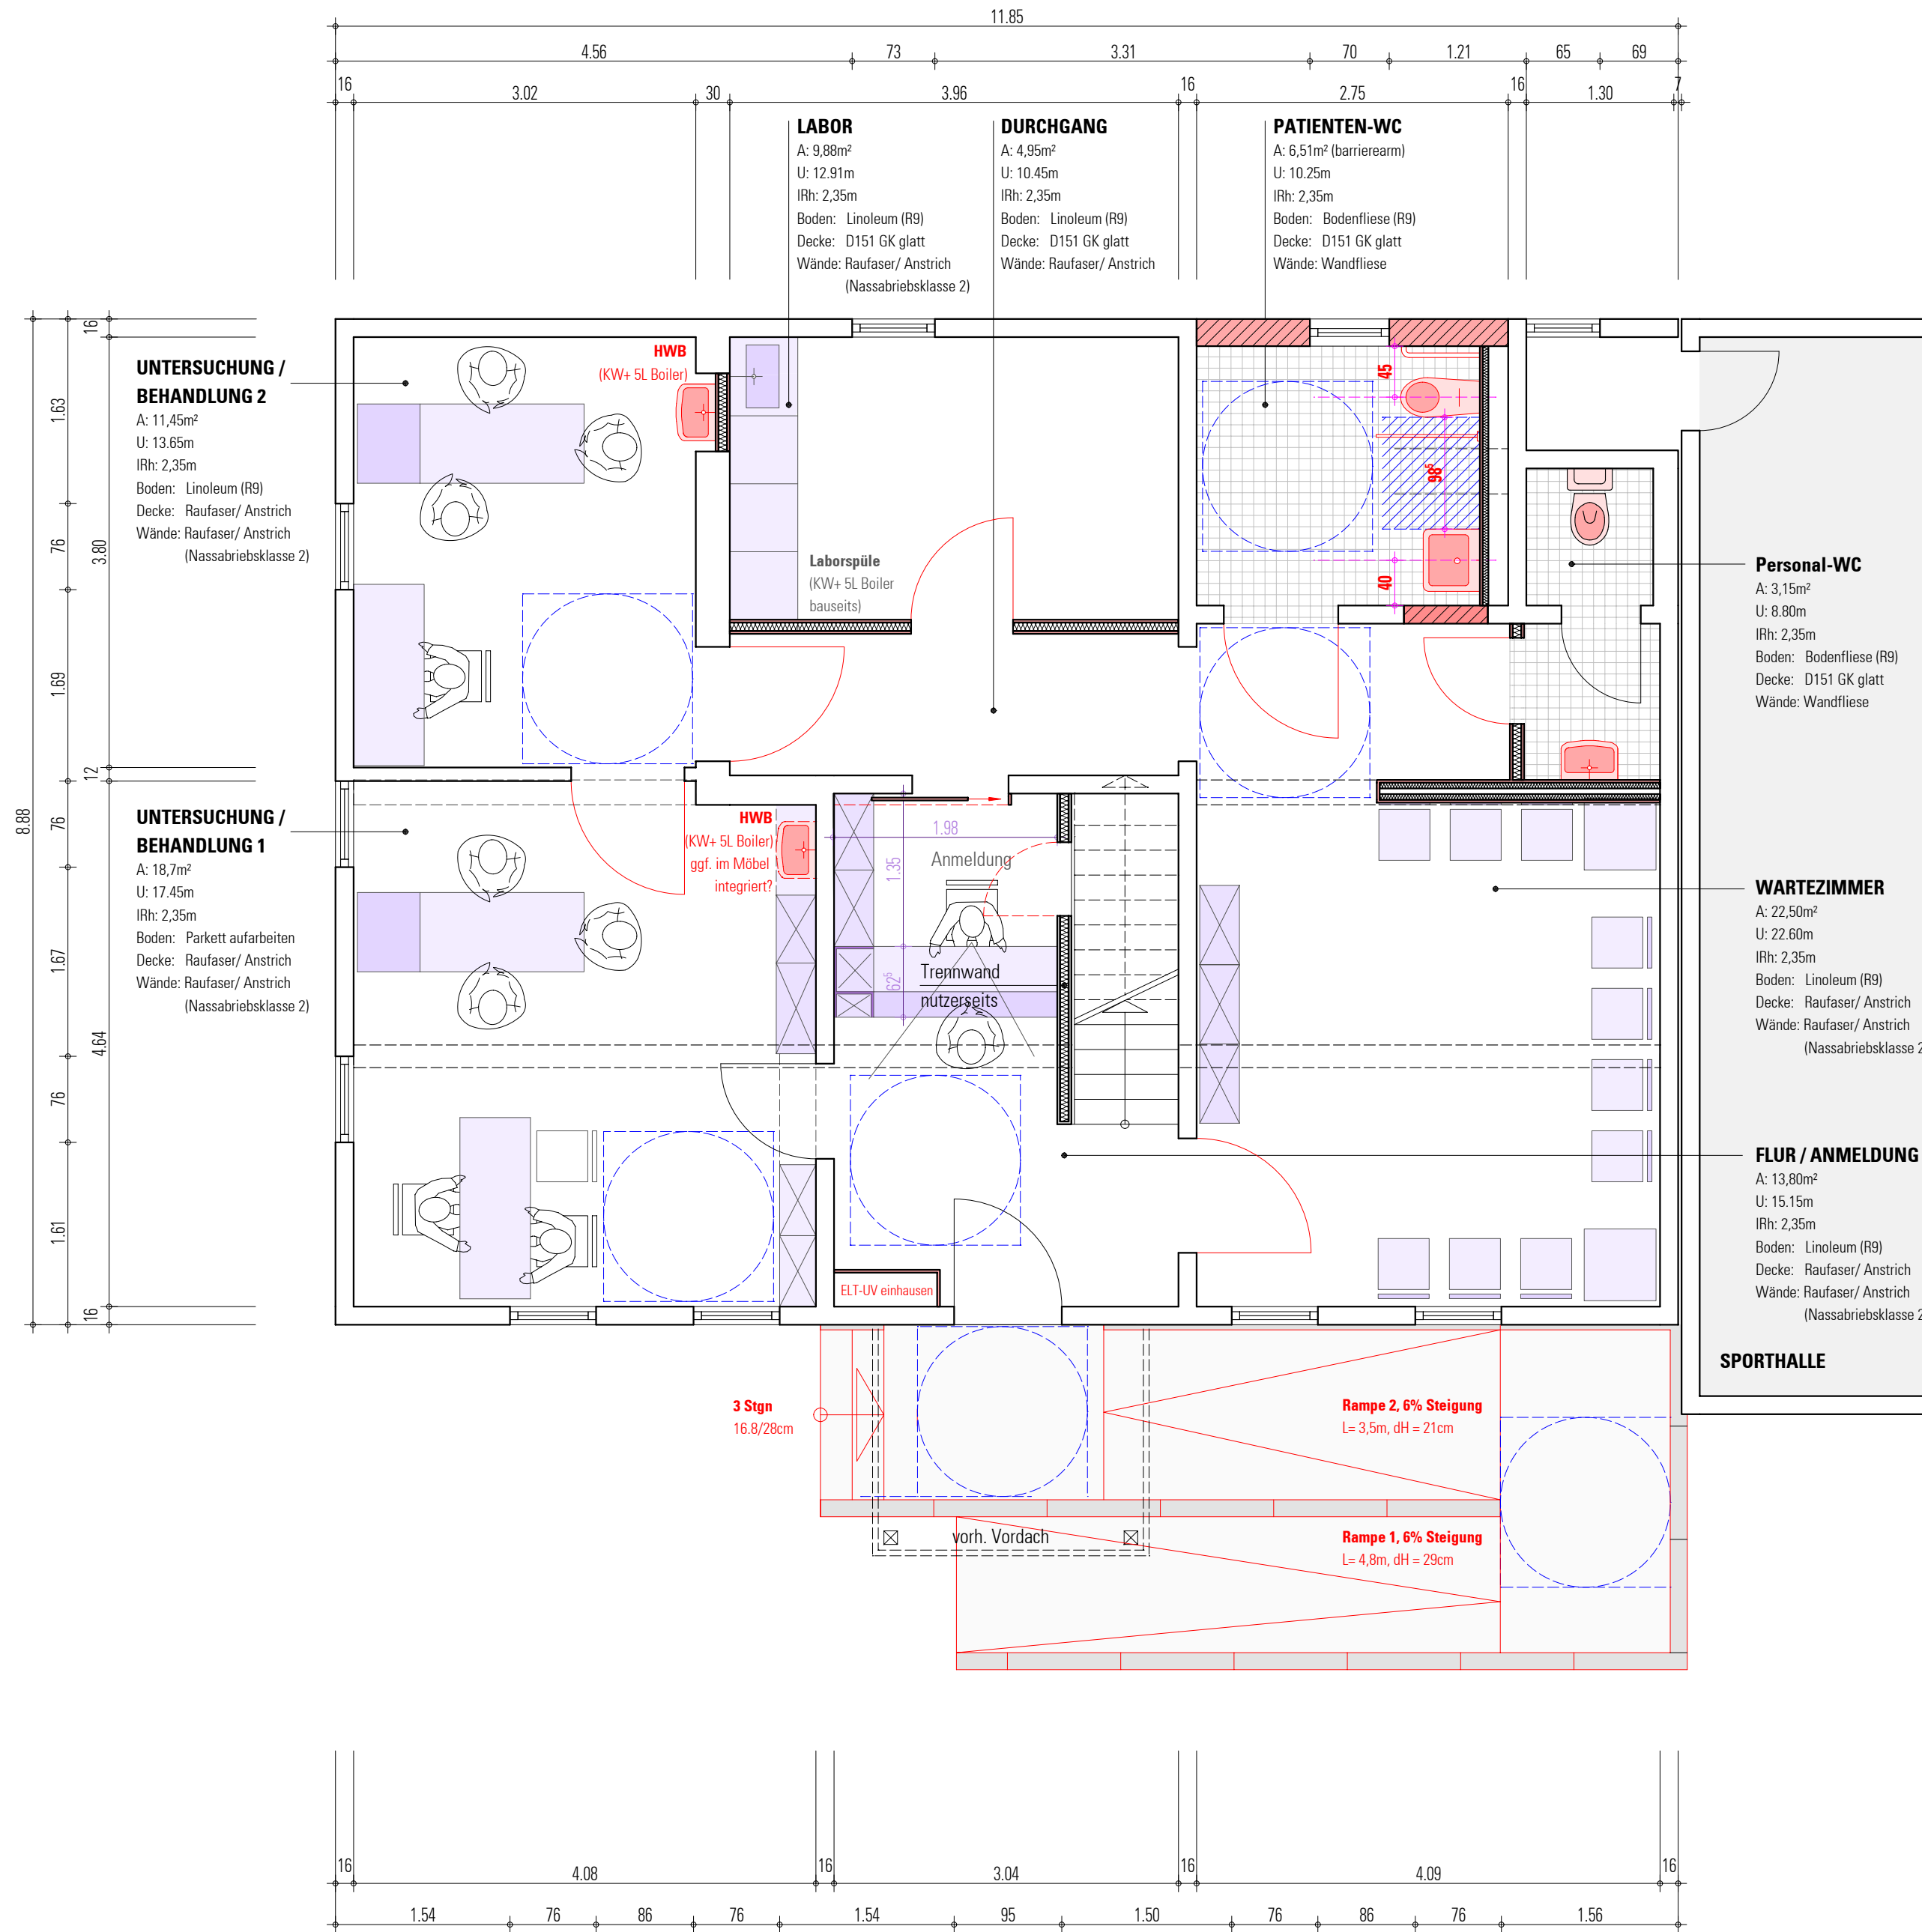 11.85
4.56 73 3.31 70 1.21 65 69
16 3.02 30 3.96 16 2.75 16 1.30 7
LABOR
A: 9,88m²
U: 12.91m
IRh: 2,35m
Boden: Linoleum (R9)
Decke: D151 GK glatt
Wände: Raufaser/ Anstrich
(Nassabriebsklasse 2)
DURCHGANG
A: 4,95m²
U: 10.45m
IRh: 2,35m
Boden: Linoleum (R9)
Decke: D151 GK glatt
Wände: Raufaser/ Anstrich
PATIENTEN-WC
A: 6,51m² (barrierearm)
U: 10.25m
IRh: 2,35m
Boden: Bodenfliese (R9)
Decke: D151 GK glatt
Wände: Wandfliese
8.88
1.63
76
1.69
76
1.67
76
1.61
16
3.80
12
4.64
16
UNTERSUCHUNG /
BEHANDLUNG 2
A: 11,45m²
U: 13.65m
IRh: 2,35m
Boden: Linoleum (R9)
Decke: Raufaser/ Anstrich
Wände: Raufaser/ Anstrich
(Nassabriebsklasse 2)
HWB
(KW+ 5L Boiler)
Laborspüle
(KW+ 5L Boiler
bauseits)
45
98⁵
40
Personal-WC
A: 3,15m²
U: 8.80m
IRh: 2,35m
Boden: Bodenfliese (R9)
Decke: D151 GK glatt
Wände: Wandfliese
UNTERSUCHUNG /
BEHANDLUNG 1
A: 18,7m²
U: 17.45m
IRh: 2,35m
Boden: Parkett aufarbeiten
Decke: Raufaser/ Anstrich
Wände: Raufaser/ Anstrich
(Nassabriebsklasse 2)
HWB
(KW+ 5L Boiler)
ggf. im Möbel
integriert?
1.98
1.35
Anmeldung
62⁵
Trennwand
nutzerseits
WARTEZIMMER
A: 22,50m²
U: 22.60m
IRh: 2,35m
Boden: Linoleum (R9)
Decke: Raufaser/ Anstrich
Wände: Raufaser/ Anstrich
(Nassabriebsklasse 2
FLUR / ANMELDUNG
A: 13,80m²
U: 15.15m
IRh: 2,35m
Boden: Linoleum (R9)
Decke: Raufaser/ Anstrich
Wände: Raufaser/ Anstrich
(Nassabriebsklasse 2
ELT-UV einhausen
SPORTHALLE
3 Stgn
16.8/28cm
Rampe 2, 6% Steigung
L= 3,5m, dH = 21cm
vorh. Vordach
Rampe 1, 6% Steigung
L= 4,8m, dH = 29cm
16 4.08 16 3.04 16 4.09 16
1.54 76 86 76 1.54 95 1.50 76 86 76 1.56